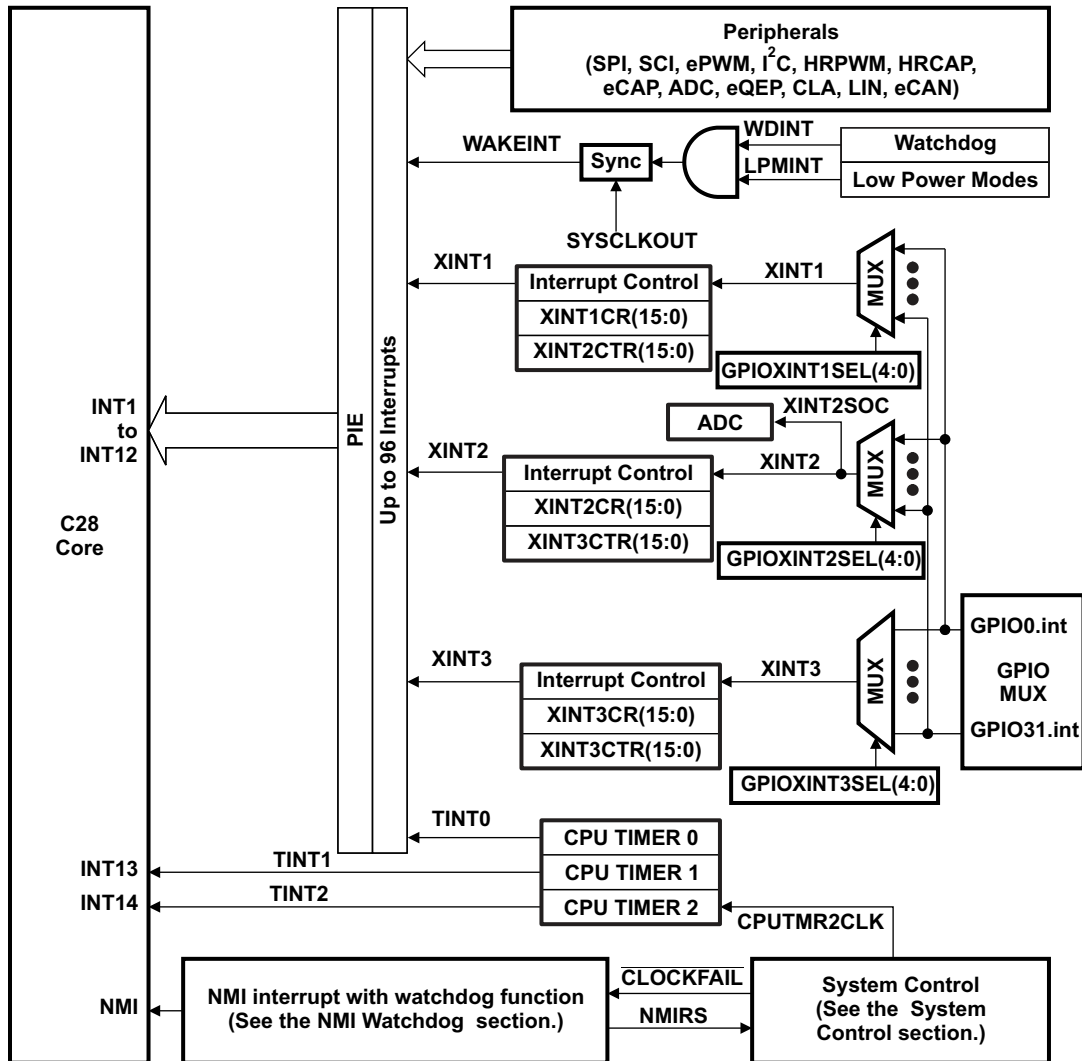 Peripherals
(SPI, SCI, ePWM, I2C, HRPWM, HRCAP,
eCAP, ADC, eQEP, CLA, LIN, eCAN)
WDINT
WAKEINT
Sync
Watchdog
LPMINT
Low Power Modes
SYSCLKOUT
XINT1
Interrupt Control
XINT1CR(15:0)
XINT2CTR(15:0)
XINT1
MUX
GPIOXINT1SEL(4:0)
INT1
to
INT12
PIE
Up to 96 Interrupts
ADC
XINT2SOC
XINT2
Interrupt Control
XINT2CR(15:0)
XINT3CTR(15:0)
XINT2
MUX
GPIOXINT2SEL(4:0)
C28
Core
XINT3
Interrupt Control
XINT3CR(15:0)
XINT3CTR(15:0)
XINT3
MUX
GPIOXINT3SEL(4:0)
GPIO0.int
GPIO
MUX
GPIO31.int
TINT0
CPU TIMER 0
INT13
TINT1
CPU TIMER 1
INT14
TINT2
CPU TIMER 2
CPUTMR2CLK
NMI
NMI interrupt with watchdog function
(See the NMI Watchdog section.)
CLOCKFAIL
NMIRS
System Control
(See the System
Control section.)